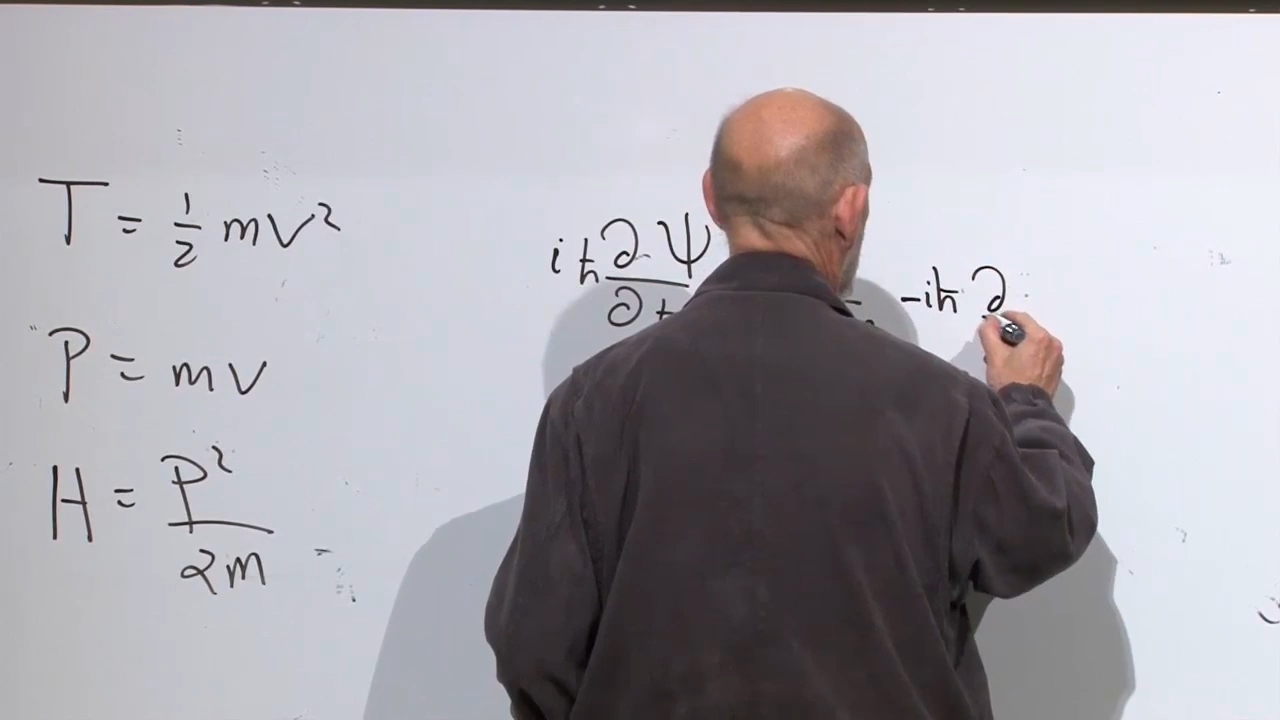 T = 1/2 mv²
iħ ∂Ψ/∂t
-iħ ∂
P = mv
H = P²/2m